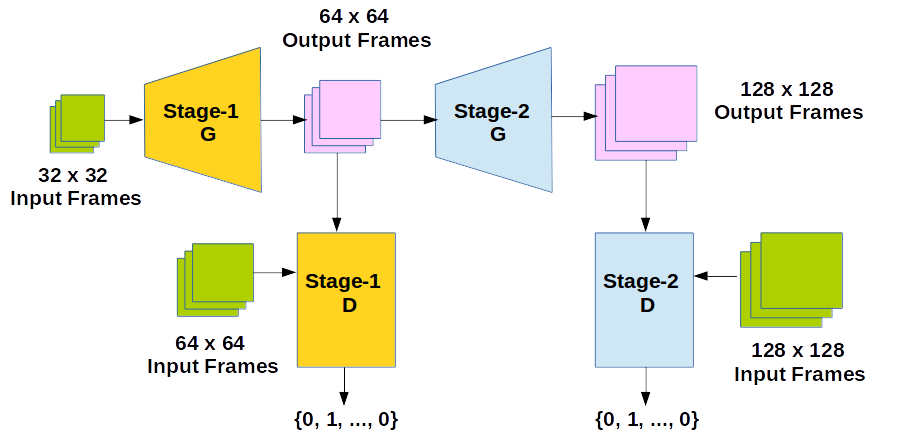 64 x 64
Output Frames
Stage-1
G
Stage-2
G
128 x 128
Output Frames
32 x 32
Input Frames
Stage-1
D
Stage-2
D
64 x 64
Input Frames
128 x 128
Input Frames
{0, 1, ..., 0}
{0, 1, ..., 0}